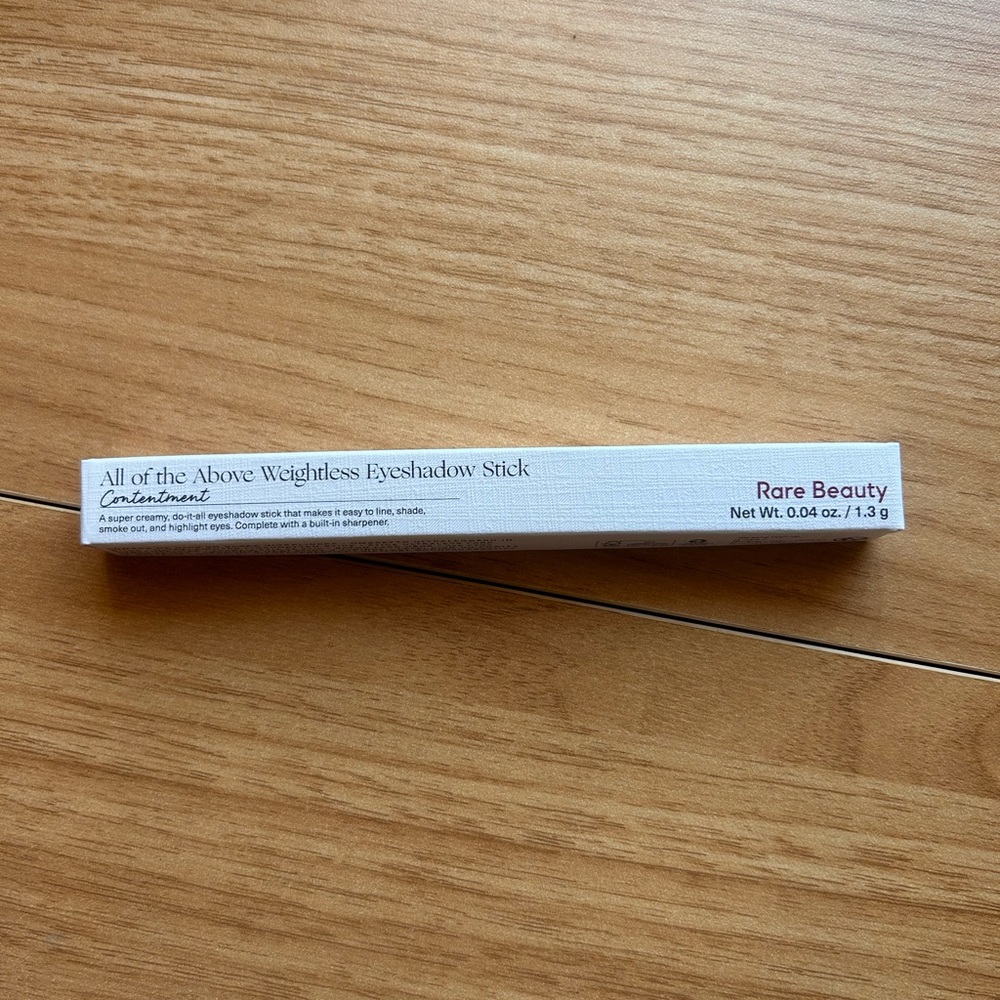 All of the Above Weightless Eyeshadow Stick
Contentment
A super creamy, do-it-all eyeshadow stick that makes it easy to line, shade,
smoke out, and highlight eyes. Complete with a built-in sharpener.
Rare Beauty
Net Wt. 0.04 oz. / 1.3 g